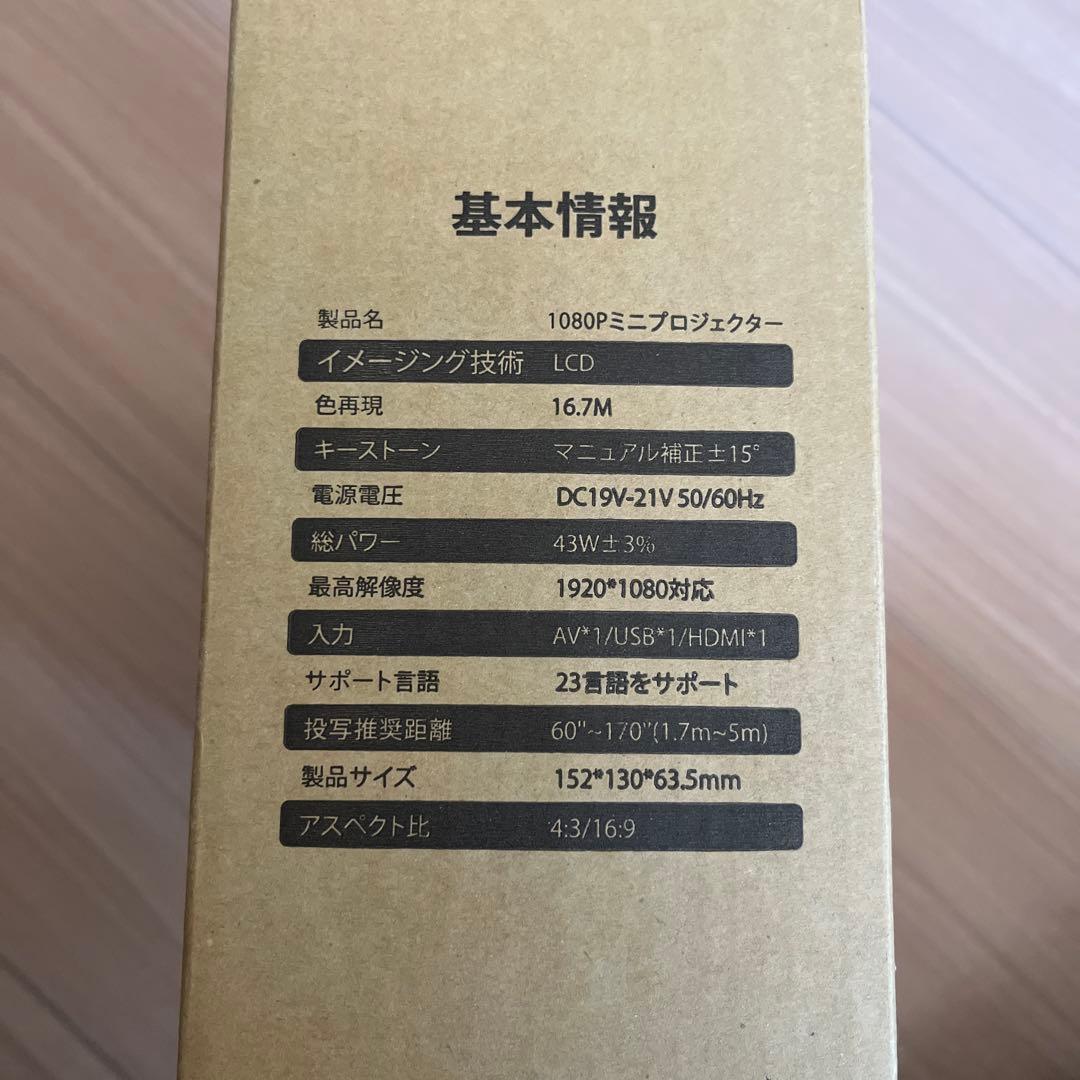 基本情報
製品名 1080Pミニプロジェクター
イメージング技術 LCD
色再現 16.7M
キーストーン マニュアル補正±15°
電源電圧 DC19V-21V 50/60Hz
総パワー 43W±3%
最高解像度 1920*1080対応
入力 AV*1/USB*1/HDMI*1
サポート言語 23言語をサポート
投写推奨距離 60''~170''(1.7m~5m)
製品サイズ 152*130*63.5mm
アスペクト比 4:3/16:9